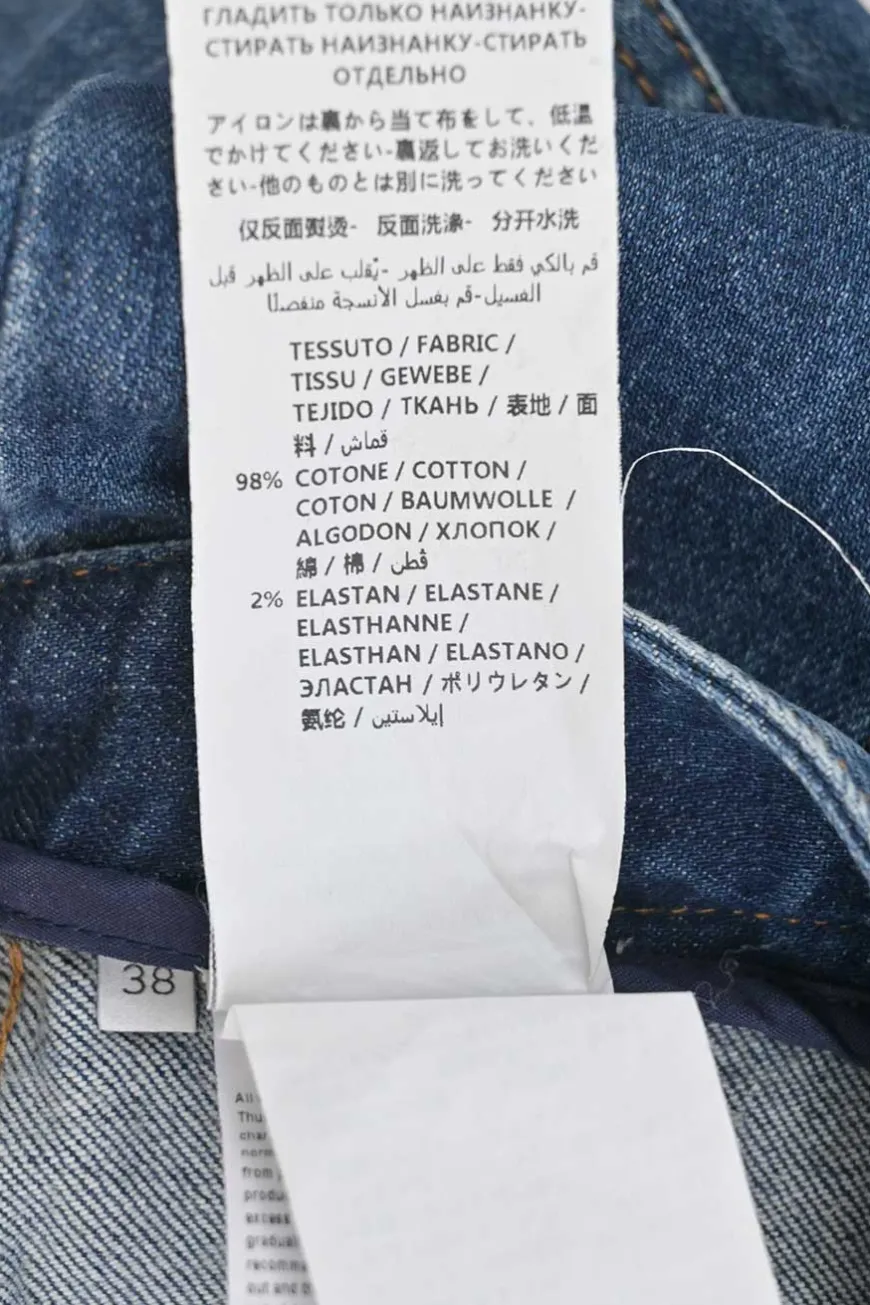 ГЛАДИТЬ ТОЛЬКО НАИЗНАНКУ-
СТИРАТЬ НАИЗНАНКУ-СТИРАТЬ
ОТДЕЛЬНО
アイロンは裏から当て布をして、低温
でかけてください-裏返してお洗いくだ
さい-他のものとは別に洗ってください
仅反面熨烫- 反面洗涤- 分开水洗
قم بالكي فقط على الظهر -يُقلب على الظهر قبل
الغسيل-قم بغسل الأنسجة منفصلا
TESSUTO / FABRIC /
TISSU / GEWEBE /
TEJIDO / ТКАНЬ / 表地 / 面
料 / قماش
98% COTONE / COTTON /
COTON / BAUMWOLLE /
ALGODON / ХЛОПОК /
綿 / 棉 / قطن
2% ELASTAN / ELASTANE /
ELASTHANNE /
ELASTHAN / ELASTANO /
ЭЛАСТАН / ポリウレタン /
氨纶 / إيلاستين
38
All
from